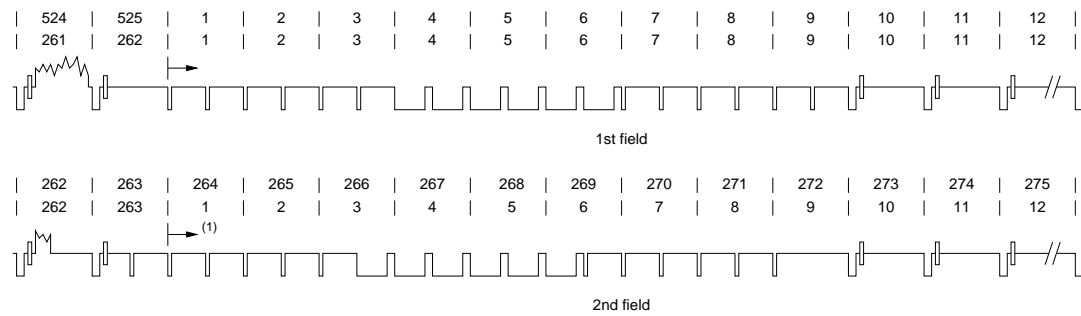 | 524 | 525 | 1 | 2 | 3 | 4 | 5 | 6 | 7 | 8 | 9 | 10 | 11 | 12 |
| 261 | 262 | 1 | 2 | 3 | 4 | 5 | 6 | 7 | 8 | 9 | 10 | 11 | 12 |
1st field
| 262 | 263 | 264 | 265 | 266 | 267 | 268 | 269 | 270 | 271 | 272 | 273 | 274 | 275 |
| 262 | 263 | 1 | 2 | 3 | 4 | 5 | 6 | 7 | 8 | 9 | 10 | 11 | 12 |
(1)
2nd field